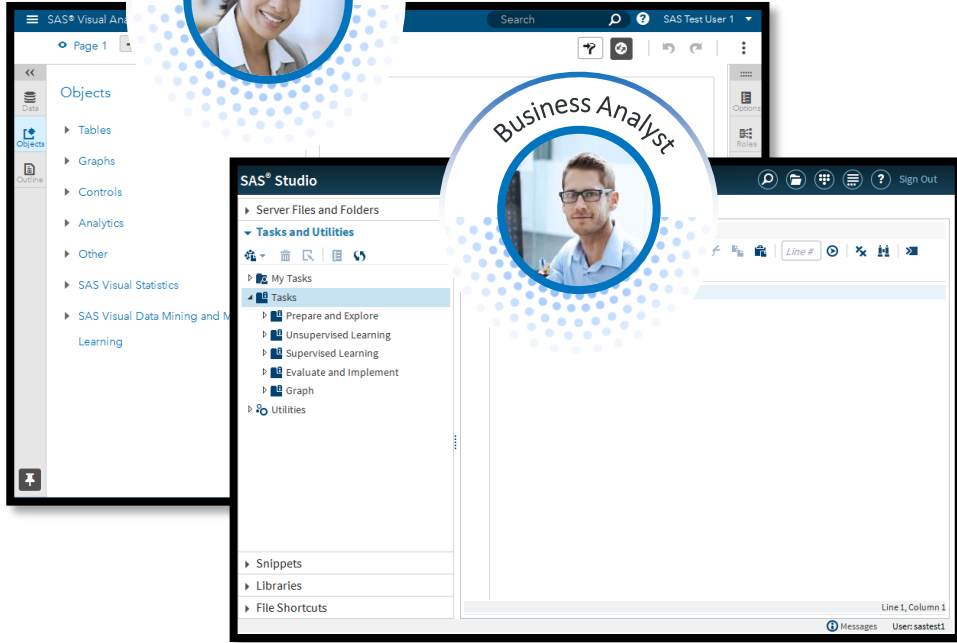 SAS® Visual Ana
Search
SAS Test User 1
Page 1
Data
Objects
Outline
Objects
Tables
Graphs
Controls
Analytics
Other
SAS Visual Statistics
SAS Visual Data Mining and M
Learning
Options
Roles
Business Analyst
SAS® Studio
Sign Out
Server Files and Folders
Tasks and Utilities
Line #
My Tasks
Tasks
Prepare and Explore
Unsupervised Learning
Supervised Learning
Evaluate and Implement
Graph
Utilities
Snippets
Libraries
File Shortcuts
Line 1, Column 1
Messages User: sastest1